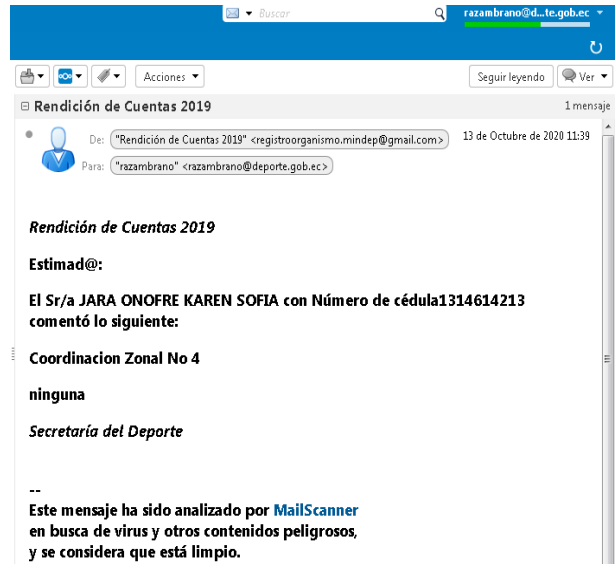 Buscar
razambrano@d...te.gob.ec
Acciones
Seguir leyendo
Ver
Rendición de Cuentas 2019
1 mensaje
De: "Rendición de Cuentas 2019" <registroorganismo.mindep@gmail.com>
13 de Octubre de 2020 11:39
Para: "razambrano" <razambrano@deporte.gob.ec>
Rendición de Cuentas 2019
Estimad@:
El Sr/a JARA ONOFRE KAREN SOFIA con Número de cédula1314614213
comentó lo siguiente:
Coordinacion Zonal No 4
ninguna
Secretaría del Deporte
--
Este mensaje ha sido analizado por MailScanner
en busca de virus y otros contenidos peligrosos,
y se considera que está limpio.